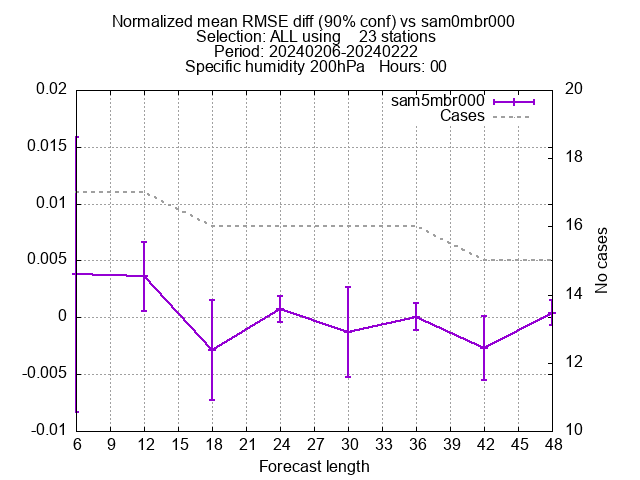 Normalized mean RMSE diff (90% conf) vs sam0mbr000
Selection: ALL using    23 stations
Period: 20240206-20240222
Specific humidity 200hPa   Hours: 00
sam5mbr000
Cases
0.02
0.015
0.01
0.005
0
-0.005
-0.01
20
18
16
14
12
10
No cases
6 9 12 15 18 21 24 27 30 33 36 39 42 45 48
Forecast length